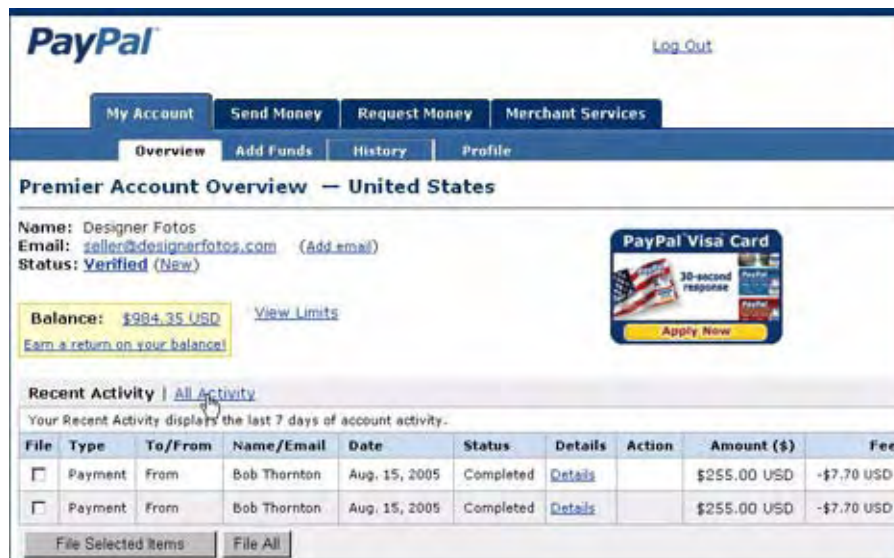 PayPal
Log Out
My Account Send Money Request Money Merchant Services
Overview Add Funds History Profile
Premier Account Overview — United States
Name: Designer Fotos
Email: seller@designerfotos.com (Add email)
Status: Verified (New)
PayPal Visa Card
30-second
response
PayPal
PayPal
Apply Now
Balance: $984.35 USD View Limits
Earn a return on your balance!
Recent Activity | All Activity
Your Recent Activity displays the last 7 days of account activity.
File Type To/From Name/Email Date Status Details Action Amount ($) Fee
Payment From Bob Thornton Aug. 15, 2005 Completed Details $255.00 USD -$7.70 USD
Payment From Bob Thornton Aug. 15, 2005 Completed Details $255.00 USD -$7.70 USD
File Selected Items File All